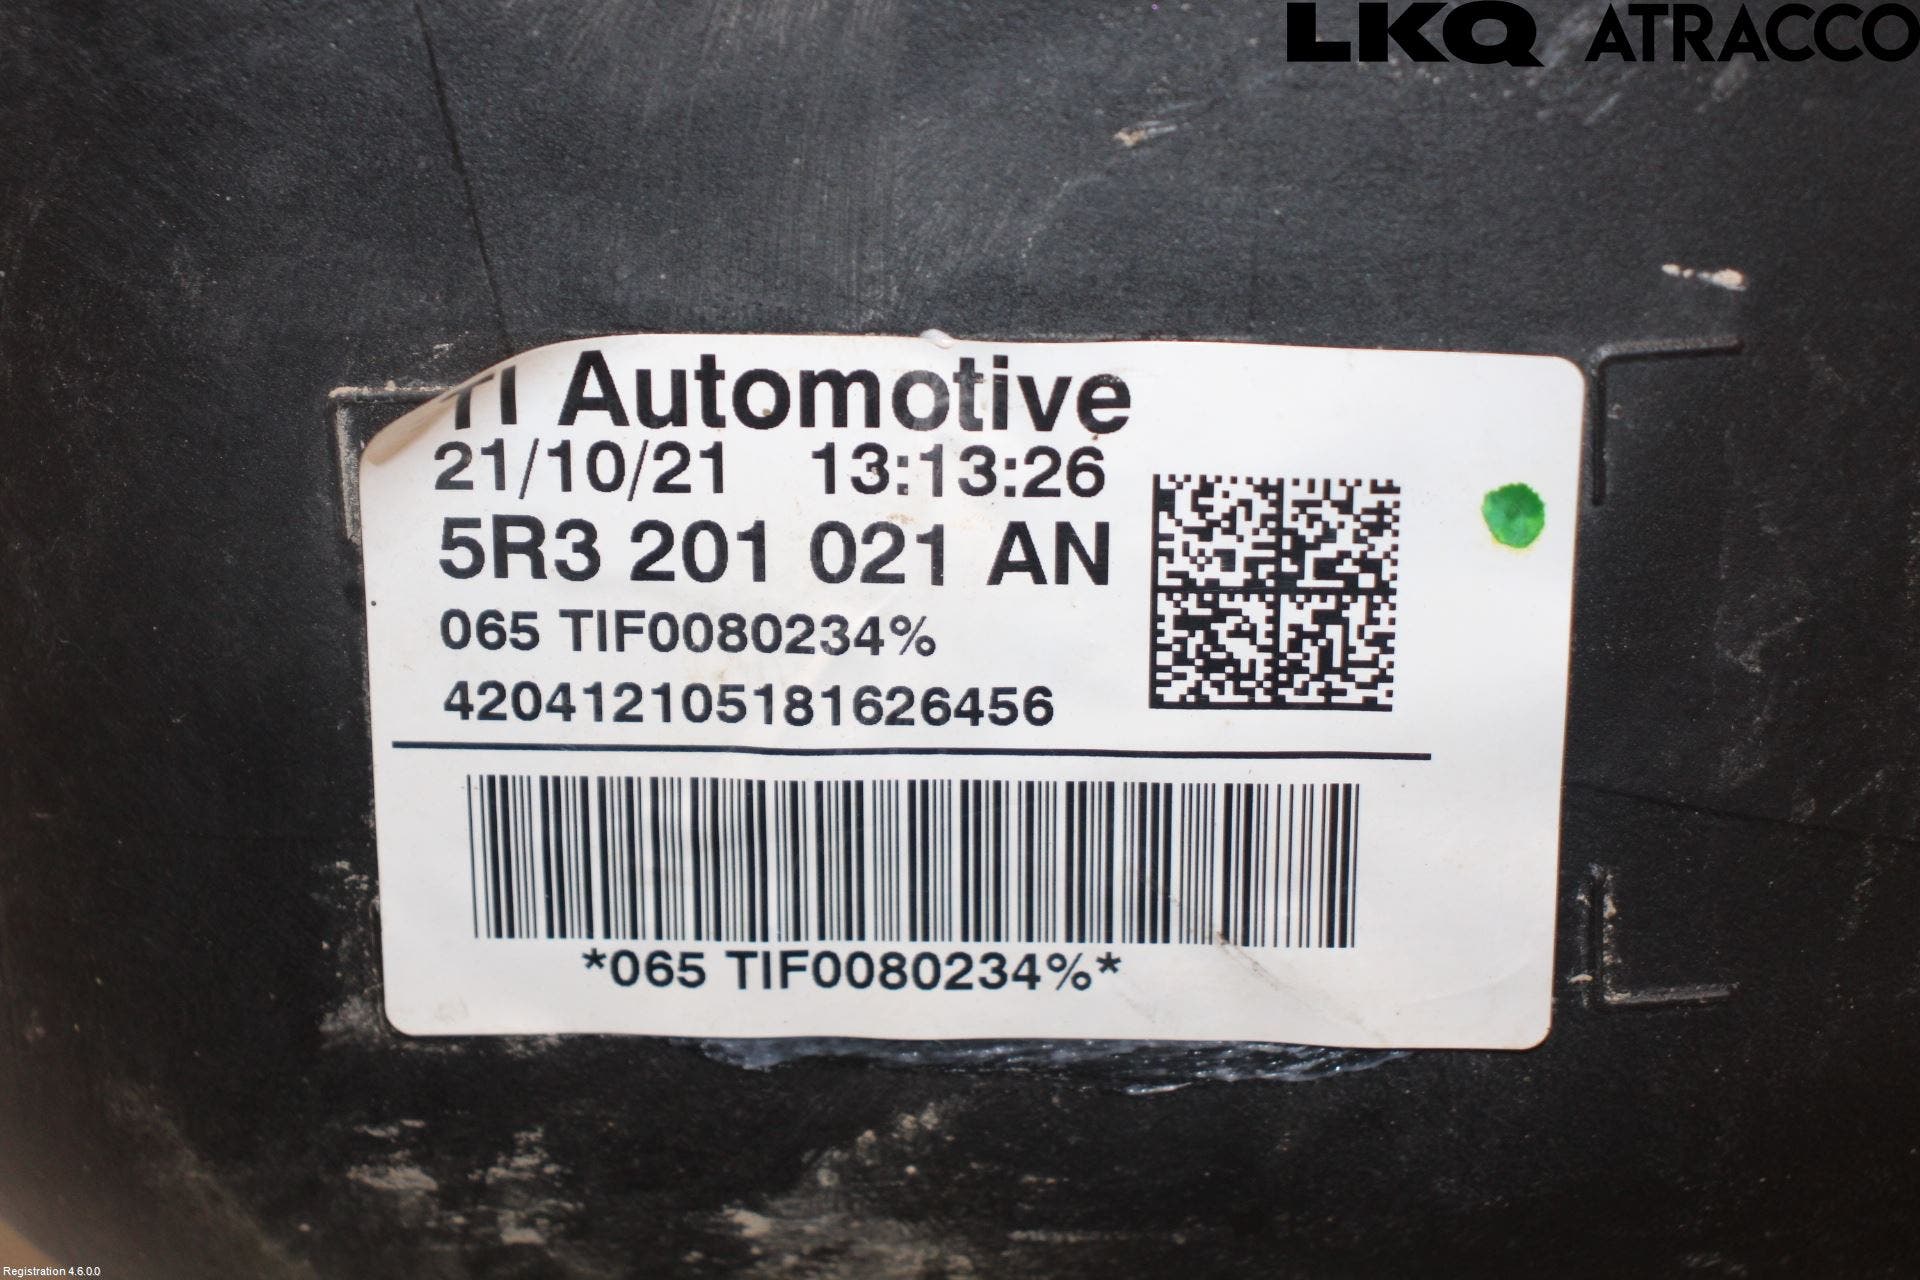 LKQ ATRACCO
TI Automotive
21/10/21 13:13:26
5R3 201 021 AN
065 TIF0080234%
420412105181626456
*065 TIF0080234%*
Registration 4.6.0.0